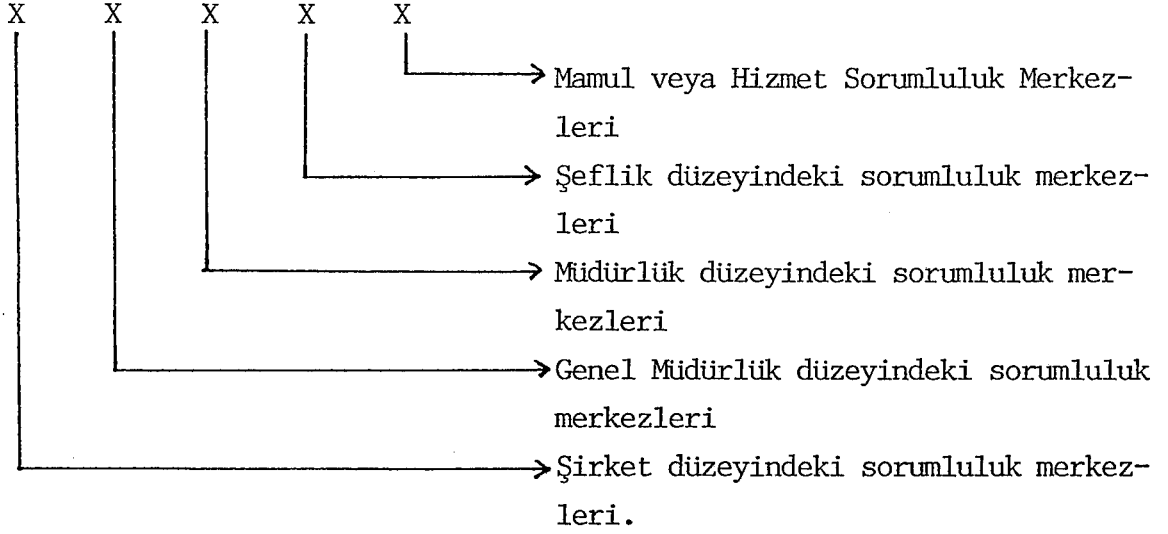 X X X X X
Mamul veya Hizmet Sorumluluk Merkez-
leri
Şeflik düzeyindeki sorumluluk merkez-
leri
Müdürlük düzeyindeki sorumluluk mer-
kezleri
Genel Müdürlük düzeyindeki sorumluluk
merkezleri
Şirket düzeyindeki sorumluluk merkez-
leri.